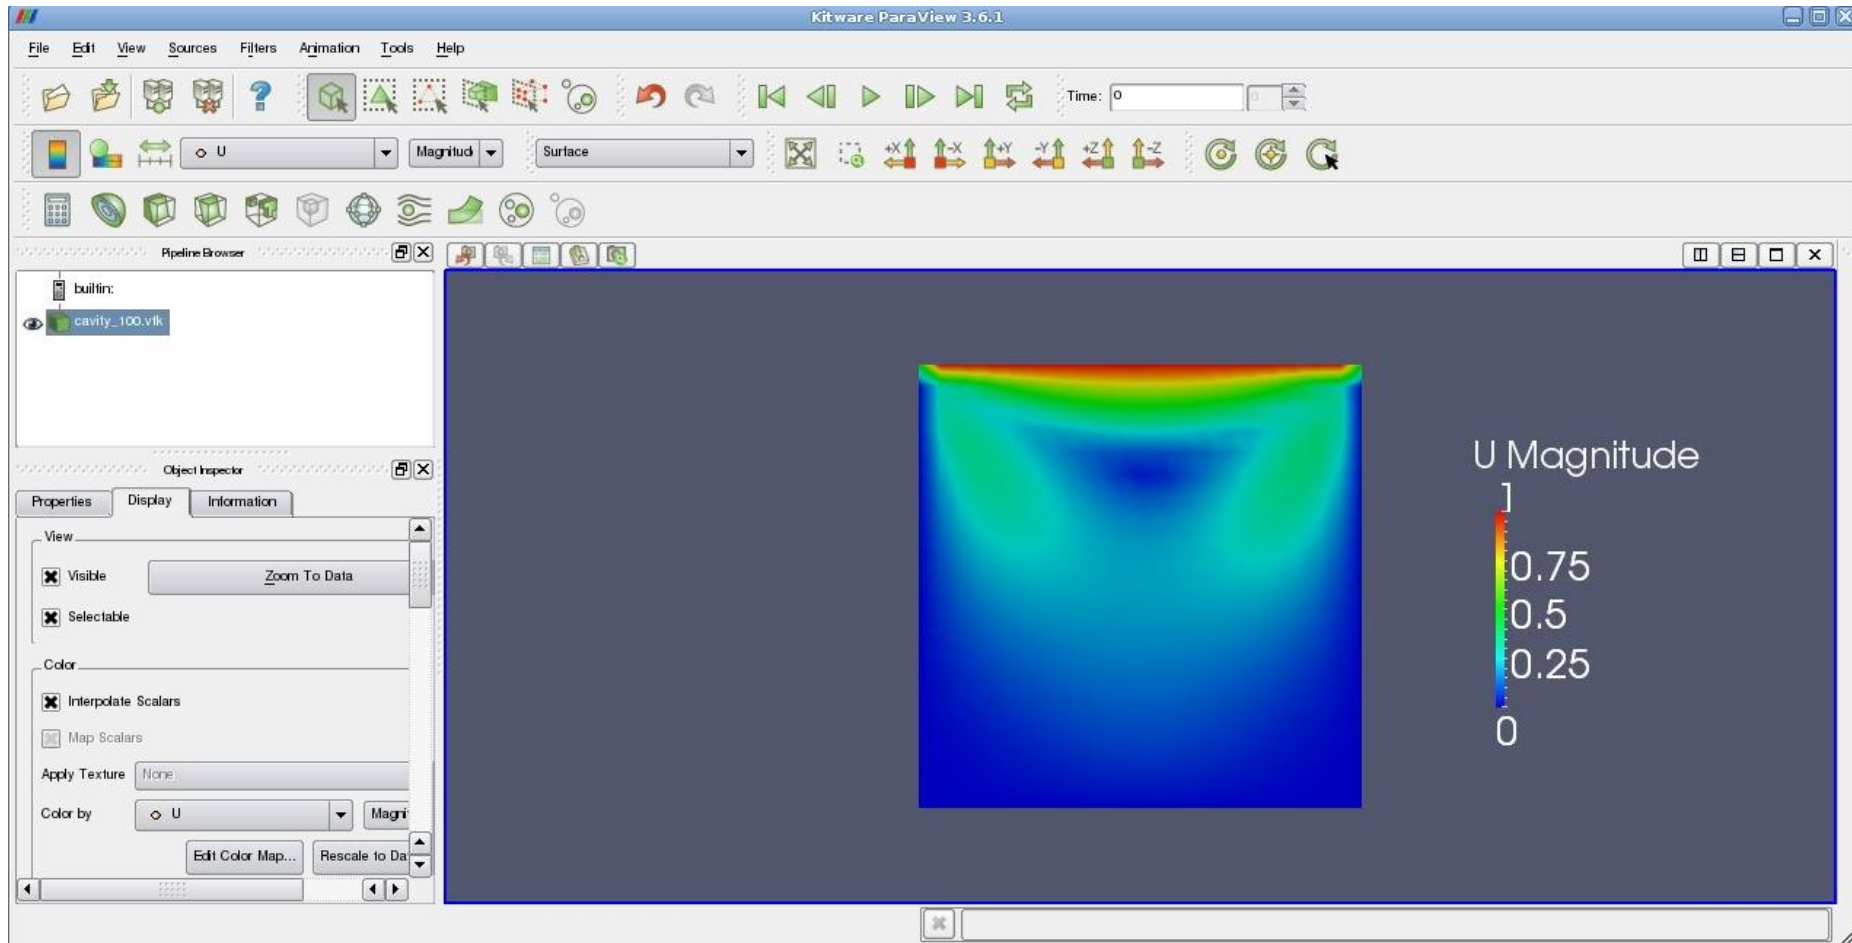 Kitware ParaView 3.6.1
File Edit View Sources Filters Animation Tools Help
Time: 0 0
U Magnitud Surface +X -X +Y -Y +Z -Z
Pipeline Browser
builtin:
cavity_100.vtk
Object Inspector
Properties Display Information
View
Visible Zoom To Data
Selectable
Color
Interpolate Scalars
Map Scalars
Apply Texture None
Color by U Magni
Edit Color Map... Rescale to Da
U Magnitude
1
0.75
0.5
0.25
0